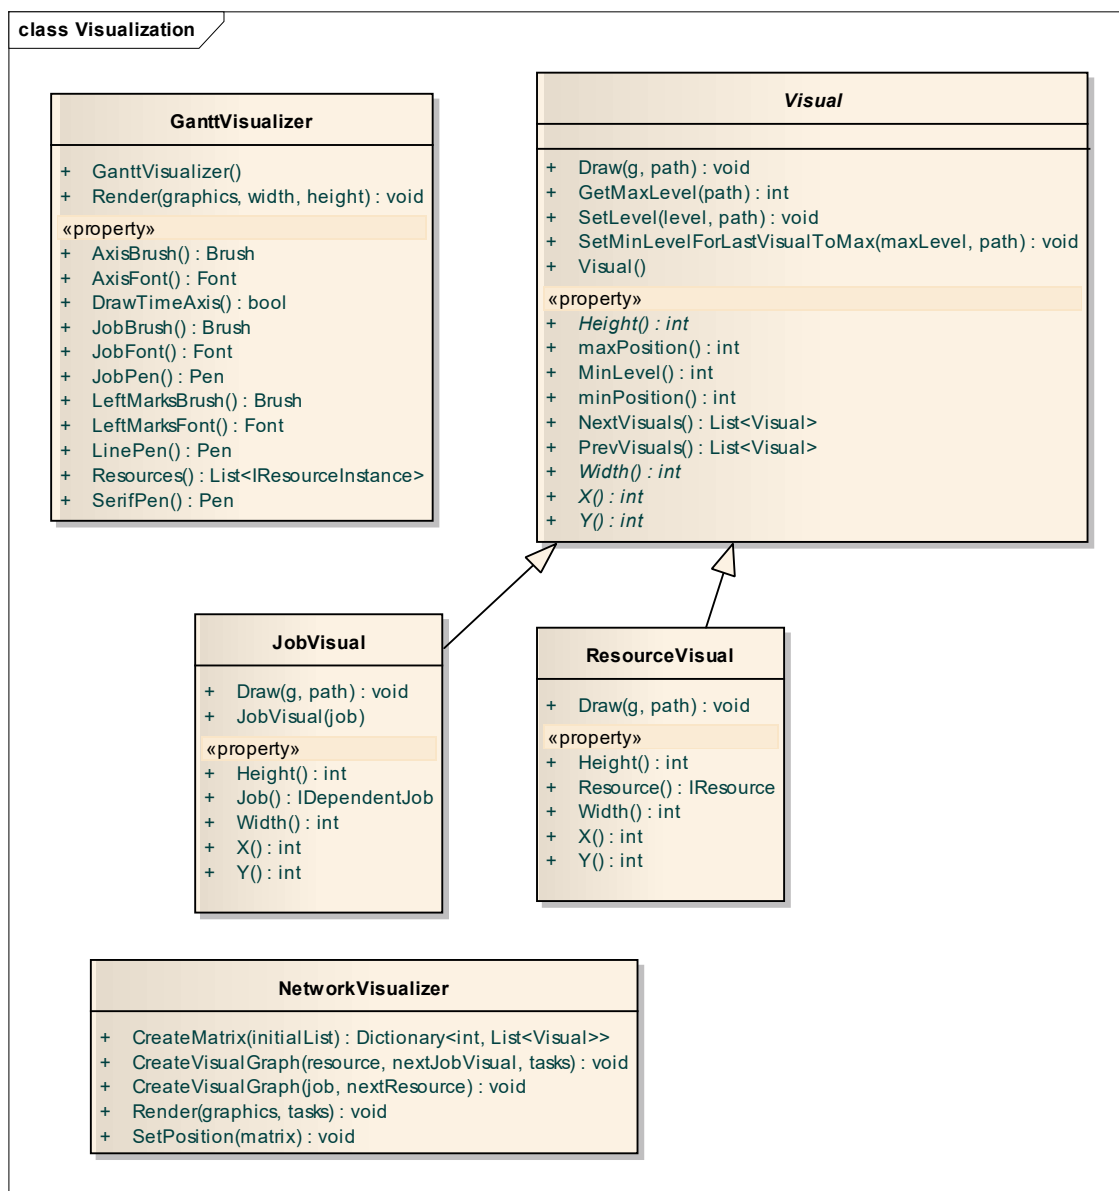 class Visualization
GanttVisualizer
+ GanttVisualizer()
+ Render(graphics, width, height) : void
«property»
+ AxisBrush() : Brush
+ AxisFont() : Font
+ DrawTimeAxis() : bool
+ JobBrush() : Brush
+ JobFont() : Font
+ JobPen() : Pen
+ LeftMarksBrush() : Brush
+ LeftMarksFont() : Font
+ LinePen() : Pen
+ Resources() : List<IResourceInstance>
+ SerifPen() : Pen
Visual
+ Draw(g, path) : void
+ GetMaxLevel(path) : int
+ SetLevel(level, path) : void
+ SetMinLevelForLastVisualToMax(maxLevel, path) : void
+ Visual()
«property»
+ Height() : int
+ maxPosition() : int
+ MinLevel() : int
+ minPosition() : int
+ NextVisuals() : List<Visual>
+ PrevVisuals() : List<Visual>
+ Width() : int
+ X() : int
+ Y() : int
JobVisual
+ Draw(g, path) : void
+ JobVisual(job)
«property»
+ Height() : int
+ Job() : IDependentJob
+ Width() : int
+ X() : int
+ Y() : int
ResourceVisual
+ Draw(g, path) : void
«property»
+ Height() : int
+ Resource() : IResource
+ Width() : int
+ X() : int
+ Y() : int
NetworkVisualizer
+ CreateMatrix(initialList) : Dictionary<int, List<Visual>>
+ CreateVisualGraph(resource, nextJobVisual, tasks) : void
+ CreateVisualGraph(job, nextResource) : void
+ Render(graphics, tasks) : void
+ SetPosition(matrix) : void